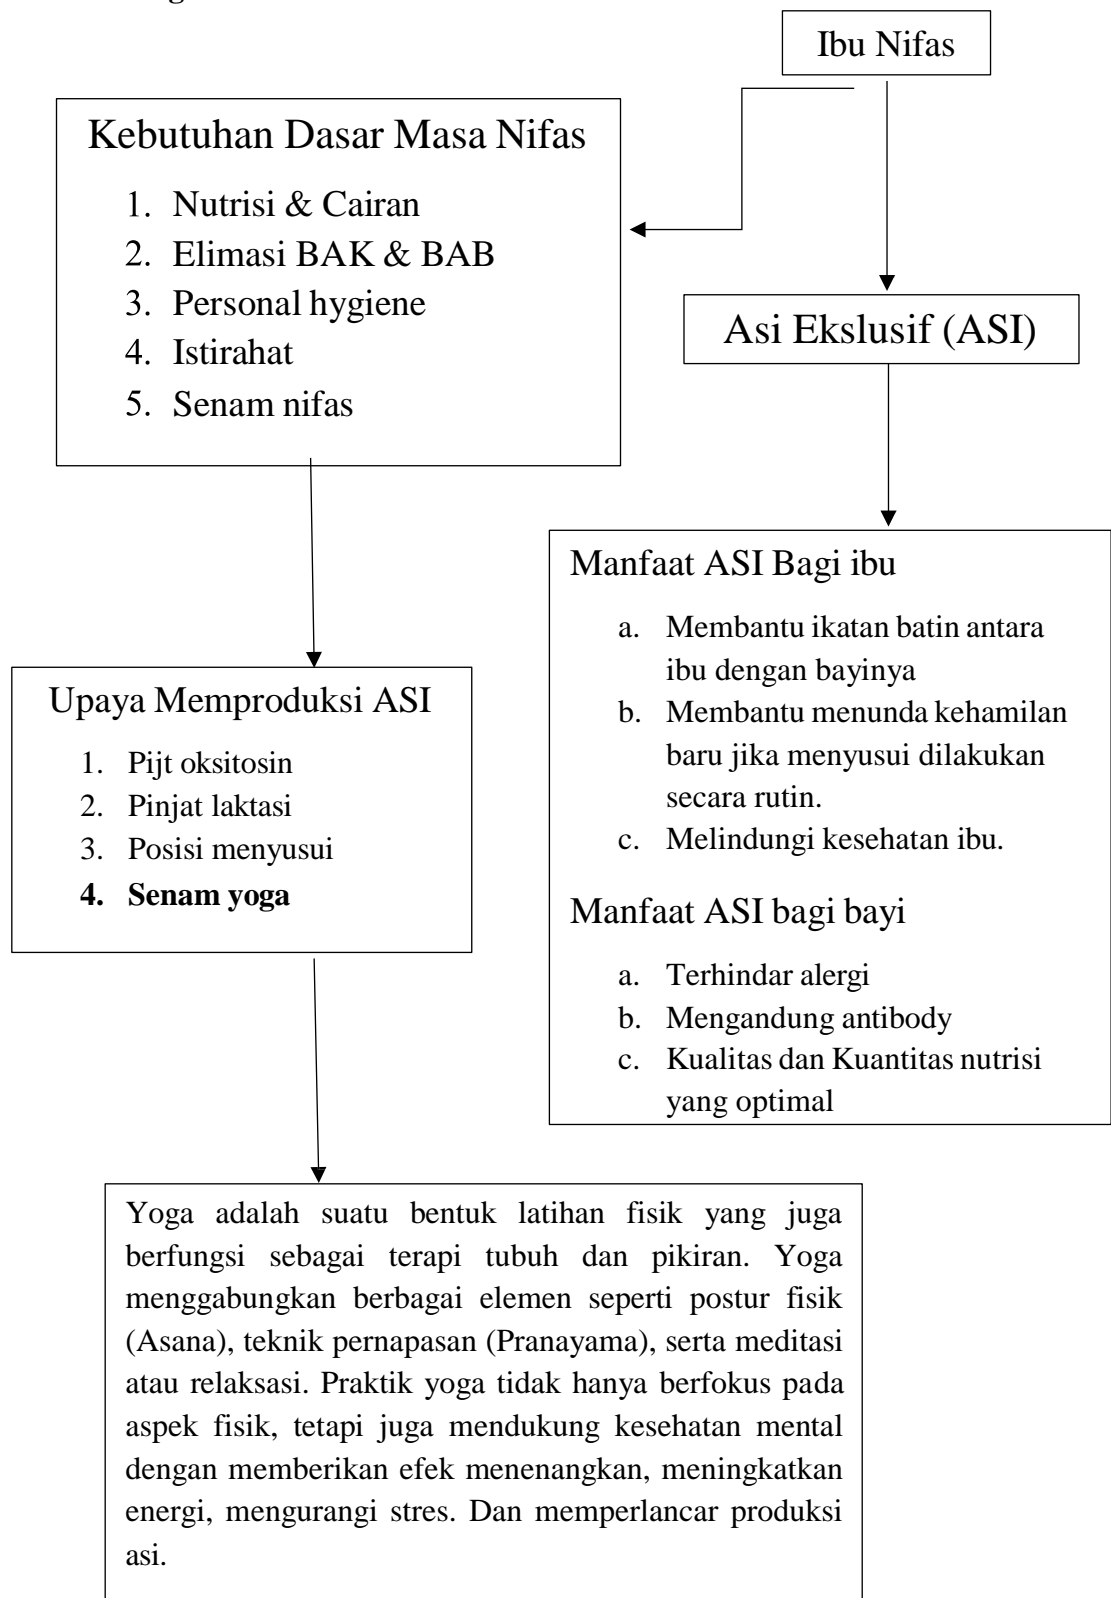 Ibu Nifas
Kebutuhan Dasar Masa Nifas
1. Nutrisi & Cairan
2. Elimasi BAK & BAB
3. Personal hygiene
4. Istirahat
5. Senam nifas
Asi Ekslusif (ASI)
Manfaat ASI Bagi ibu
a. Membantu ikatan batin antara
ibu dengan bayinya
b. Membantu menunda kehamilan
baru jika menyusui dilakukan
secara rutin.
c. Melindungi kesehatan ibu.
Manfaat ASI bagi bayi
a. Terhindar alergi
b. Mengandung antibody
c. Kualitas dan Kuantitas nutrisi
yang optimal
Upaya Memproduksi ASI
1. Pijt oksitosin
2. Pinjat laktasi
3. Posisi menyusui
4. Senam yoga
Yoga adalah suatu bentuk latihan fisik yang juga
berfungsi sebagai terapi tubuh dan pikiran. Yoga
menggabungkan berbagai elemen seperti postur fisik
(Asana), teknik pernapasan (Pranayama), serta meditasi
atau relaksasi. Praktik yoga tidak hanya berfokus pada
aspek fisik, tetapi juga mendukung kesehatan mental
dengan memberikan efek menenangkan, meningkatkan
energi, mengurangi stres. Dan memperlancar produksi
asi.